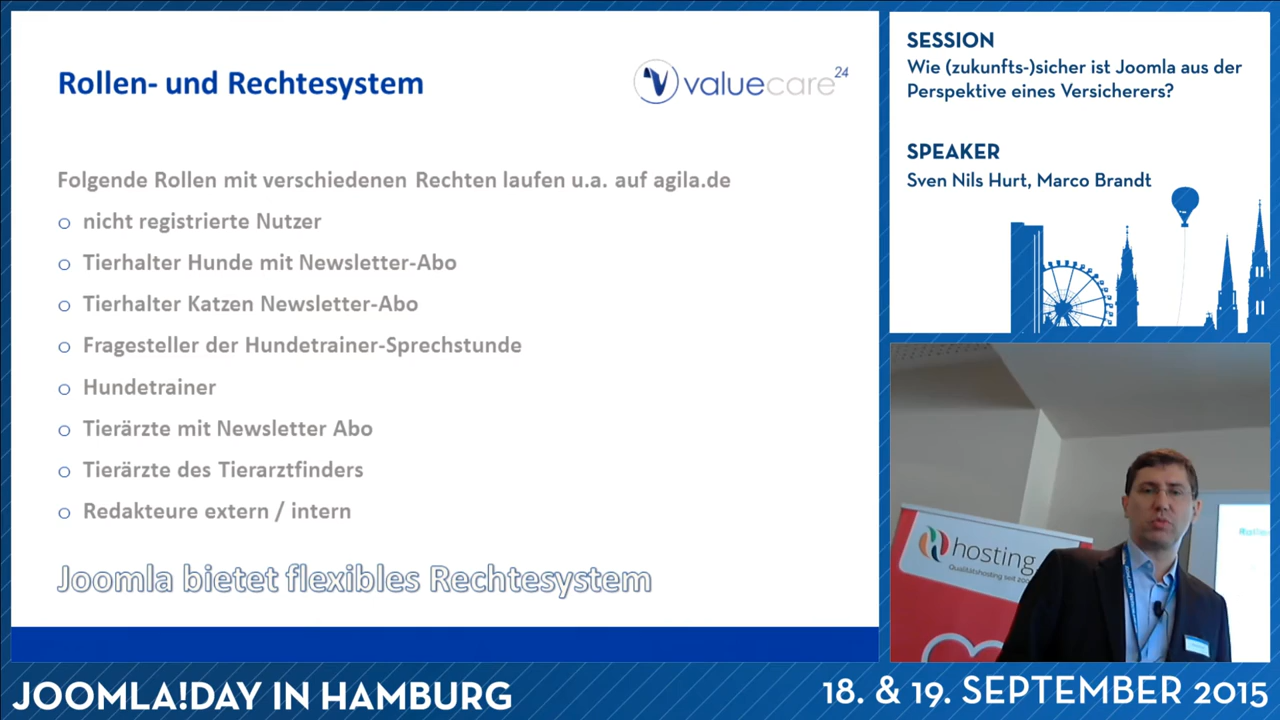 Rollen- und Rechtesystem
valuecare24
Folgende Rollen mit verschiedenen Rechten laufen u.a. auf agila.de
nicht registrierte Nutzer
Tierhalter Hunde mit Newsletter-Abo
Tierhalter Katzen Newsletter-Abo
Fragesteller der Hundetrainer-Sprechstunde
Hundetrainer
Tierärzte mit Newsletter Abo
Tierärzte des Tierarztfinders
Redakteure extern / intern
Joomla bietet flexibles Rechtesystem
SESSION
Wie (zukunfts-)sicher ist Joomla aus der
Perspektive eines Versicherers?
SPEAKER
Sven Nils Hurt, Marco Brandt
hosting
Qualitätshosting seit
JOOMLA!DAY IN HAMBURG
18. & 19. SEPTEMBER 2015